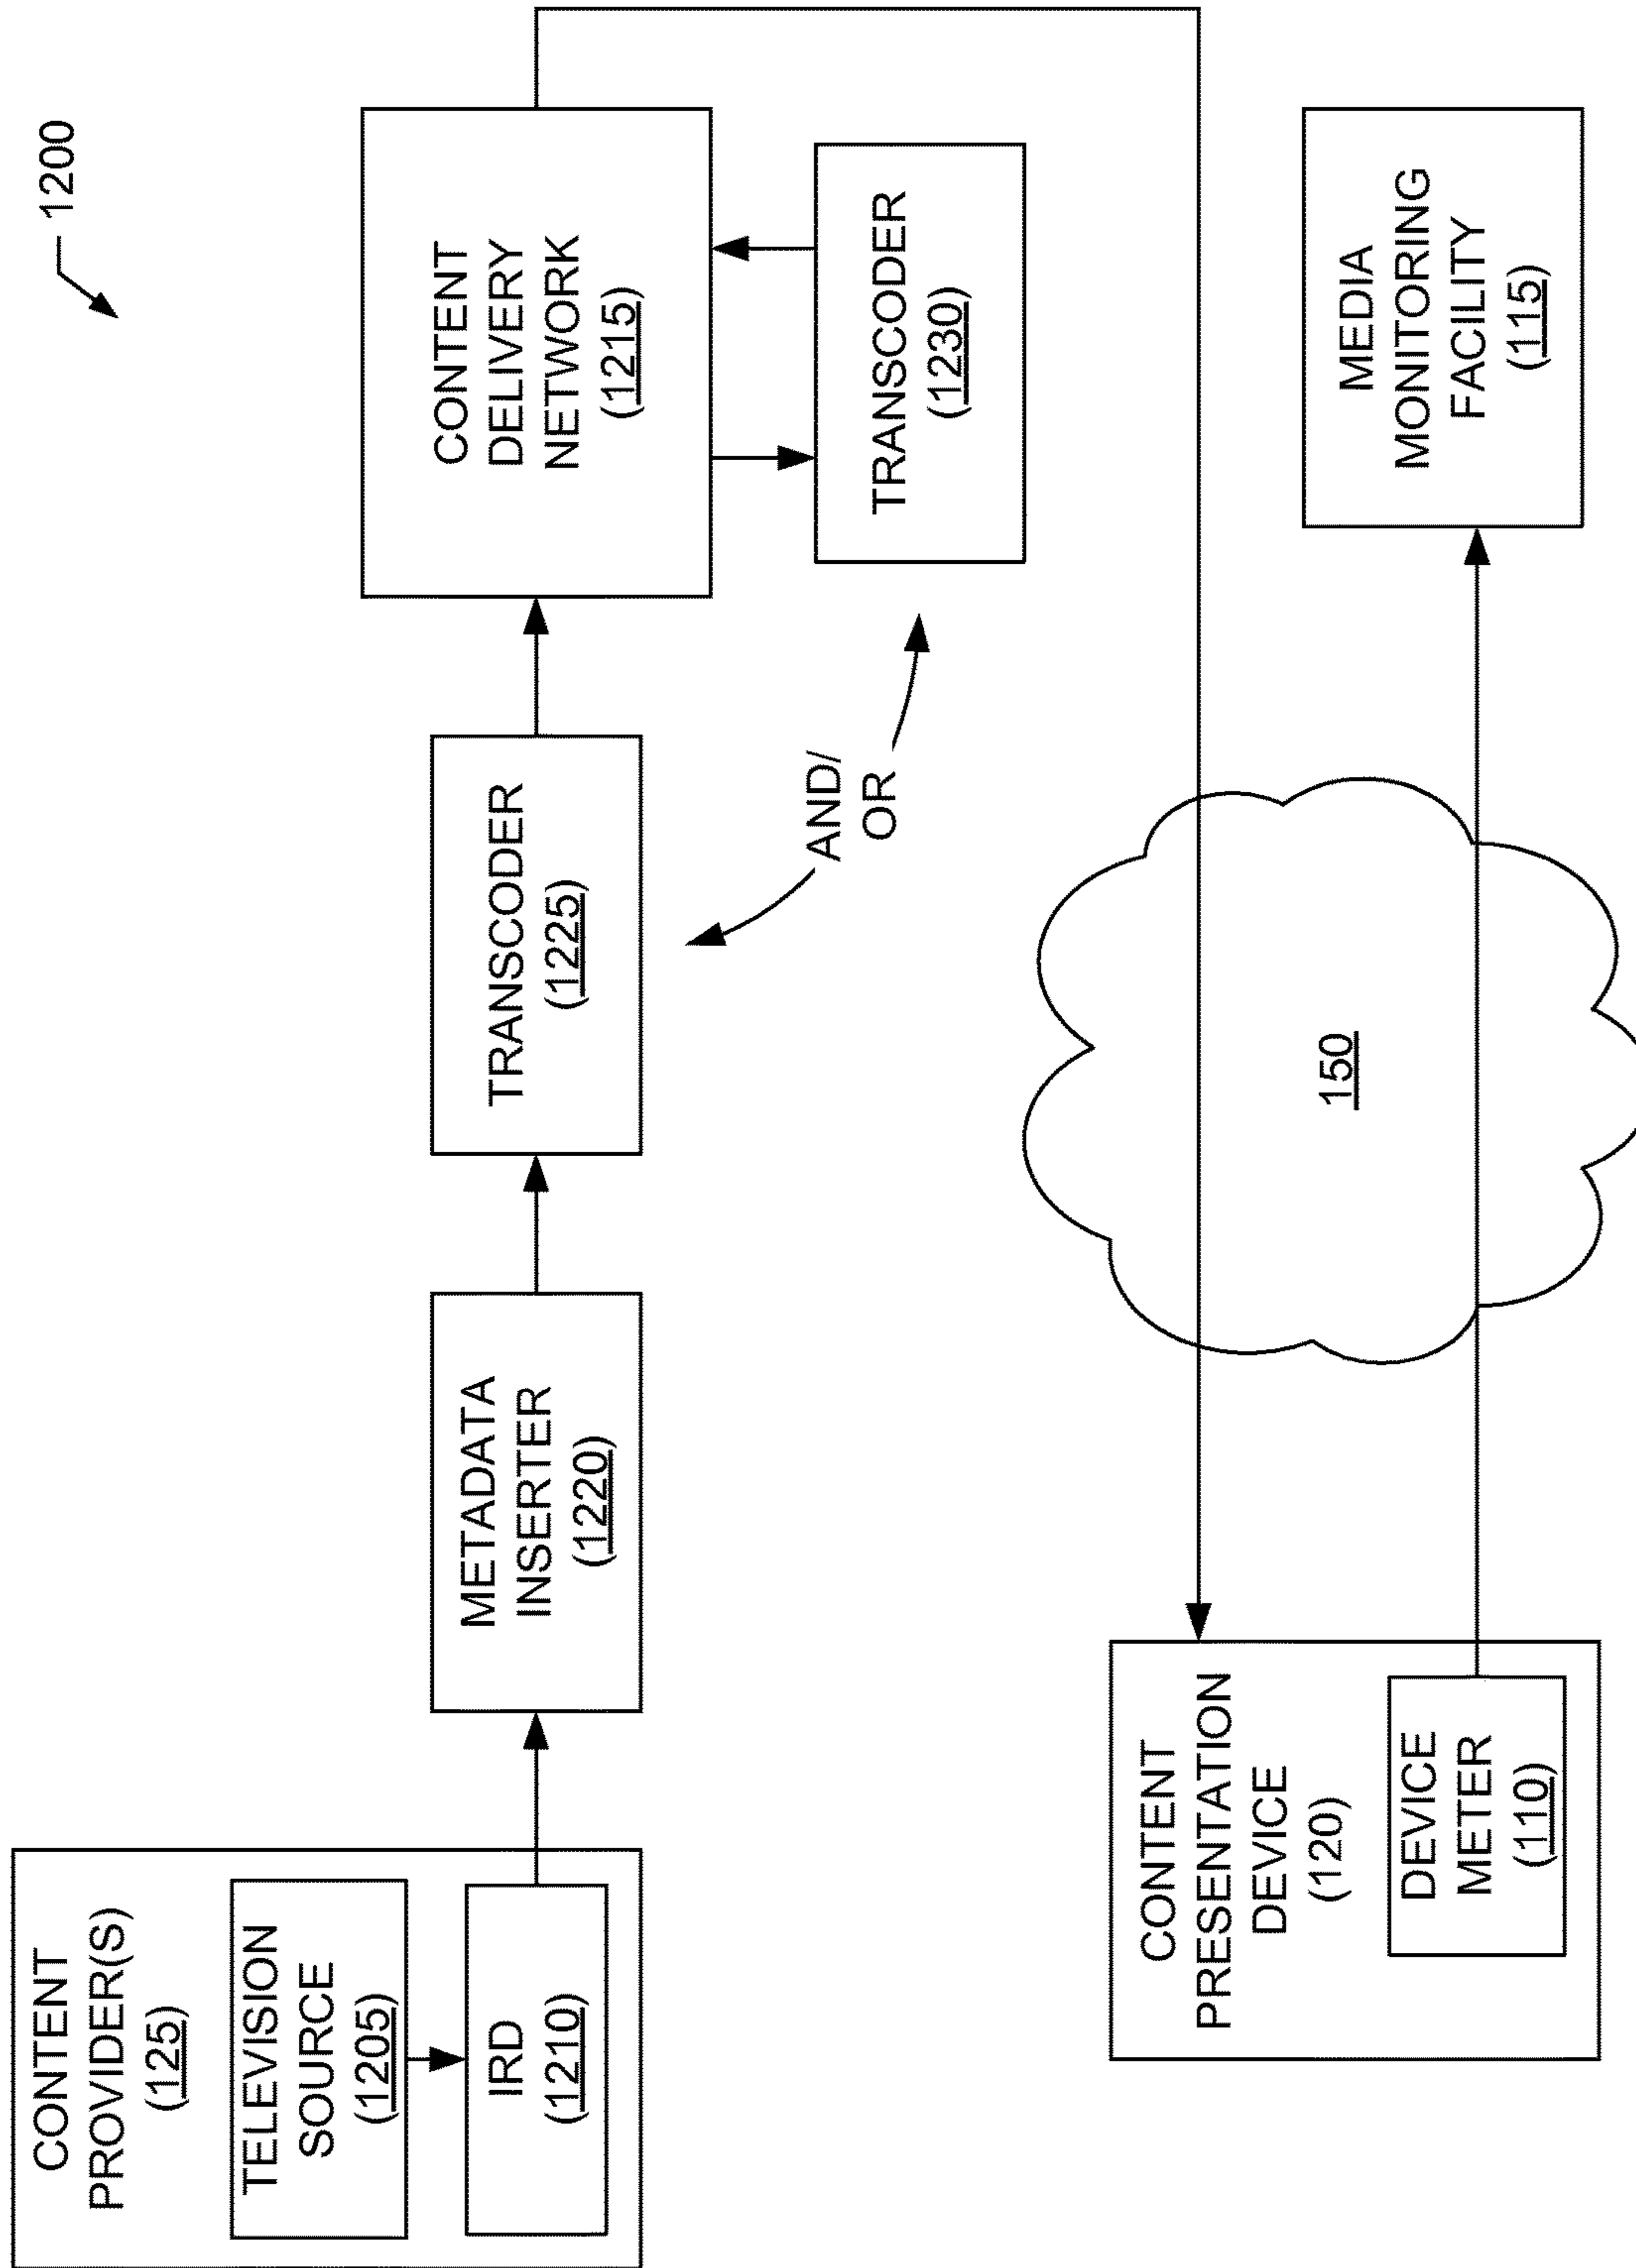 1200
CONTENT
PROVIDER(S)
(125)
TELEVISION
SOURCE
(1205)
IRD
(1210)
METADATA
INSERTER
(1220)
TRANSCODER
(1225)
CONTENT
DELIVERY
NETWORK
(1215)
TRANSCODER
(1230)
AND/
OR
150
CONTENT
PRESENTATION
DEVICE
(120)
DEVICE
METER
(110)
MEDIA
MONITORING
FACILITY
(115)